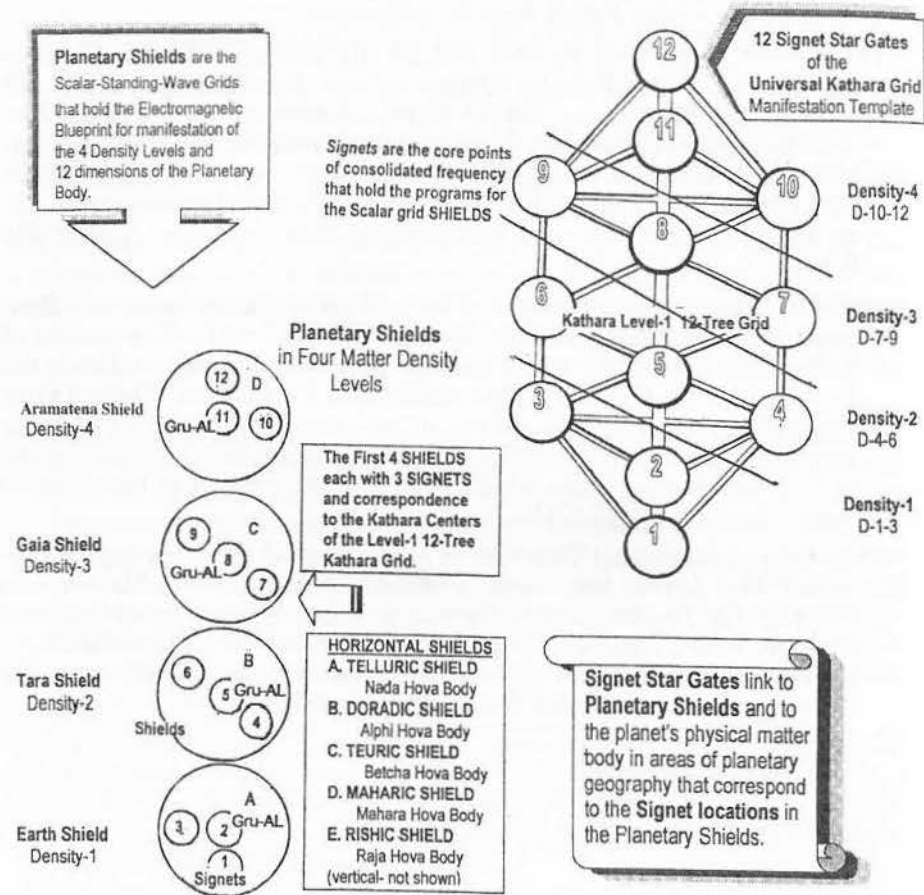 Planetary Shields are the
Scalar-Standing-Wave Grids
that hold the Electromagnetic
Blueprint for manifestation of
the 4 Density Levels and
12 dimensions of the Planetary
Body.
12 Signet Star Gates
of the
Universal Kathara Grid
Manifestation Template
Signets are the core points
of consolidated frequency
that hold the programs for
the Scalar grid SHIELDS
12
11
9
10
8
6
7
Kathara Level-1 12-Tree Grid
5
3
4
2
1
Density-4
D-10-12
Density-3
D-7-9
Density-2
D-4-6
Density-1
D-1-3
Planetary Shields
in Four Matter Density
Levels
Aramatena Shield
Density-4
12
D
Gru-AL
11
10
Gaia Shield
Density-3
9
C
Gru-AL
8
7
Tara Shield
Density-2
6
B
5
Gru-AL
4
Shields
Earth Shield
Density-1
A
3
2
Gru-AL
1
Signets
The First 4 SHIELDS
each with 3 SIGNETS
and correspondence
to the Kathara Centers
of the Level-1 12-Tree
Kathara Grid.
HORIZONTAL SHIELDS
A. TELLURIC SHIELD
Nada Hova Body
B. DORADIC SHIELD
Alphi Hova Body
C. TEURIC SHIELD
Betcha Hova Body
D. MAHARIC SHIELD
Mahara Hova Body
E. RISHIC SHIELD
Raja Hova Body
(vertical- not shown)
Signet Star Gates link to
Planetary Shields and to
the planet's physical matter
body in areas of planetary
geography that correspond
to the Signet locations in
the Planetary Shields.